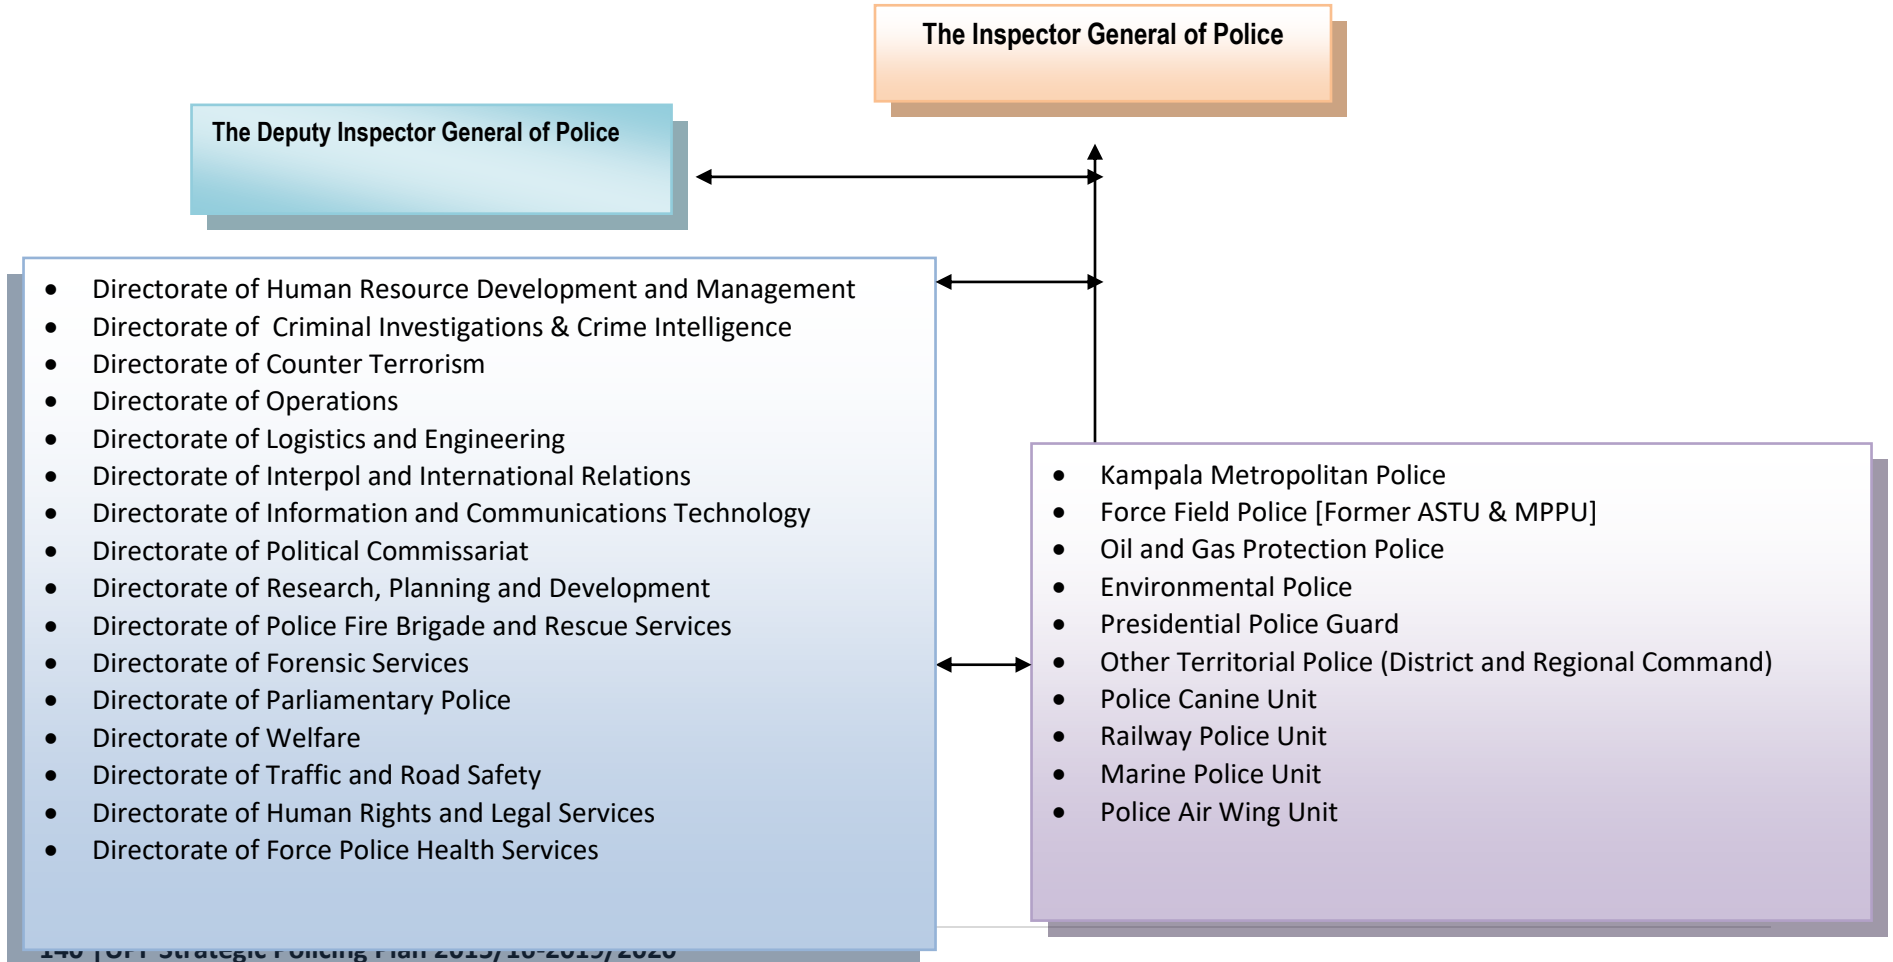 The Inspector General of Police
The Deputy Inspector General of Police
• Directorate of Human Resource Development and Management
• Directorate of Criminal Investigations & Crime Intelligence
• Directorate of Counter Terrorism
• Directorate of Operations
• Directorate of Logistics and Engineering
• Directorate of Interpol and International Relations
• Directorate of Information and Communications Technology
• Directorate of Political Commissariat
• Directorate of Research, Planning and Development
• Directorate of Police Fire Brigade and Rescue Services
• Directorate of Forensic Services
• Directorate of Parliamentary Police
• Directorate of Welfare
• Directorate of Traffic and Road Safety
• Directorate of Human Rights and Legal Services
• Directorate of Force Police Health Services
• Kampala Metropolitan Police
• Force Field Police [Former ASTU & MPPU]
• Oil and Gas Protection Police
• Environmental Police
• Presidential Police Guard
• Other Territorial Police (District and Regional Command)
• Police Canine Unit
• Railway Police Unit
• Marine Police Unit
• Police Air Wing Unit
Strategic Policing Plan 2015/16-2019/2020